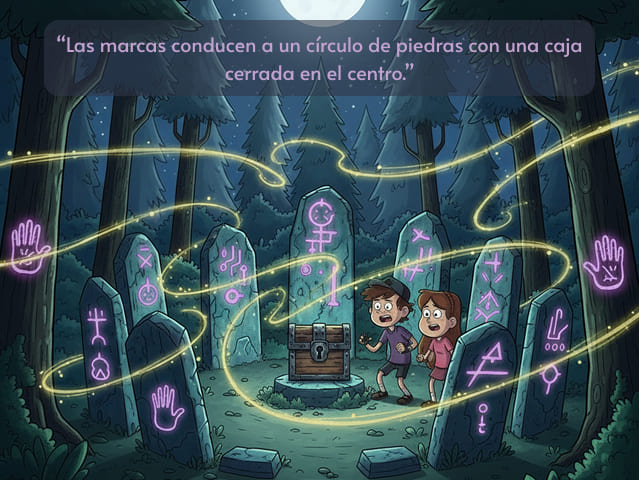 “Las marcas conducen a un círculo de piedras con una caja
cerrada en el centro.”